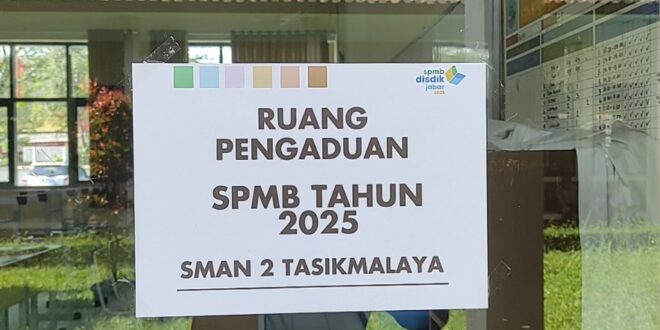 spmb
disdik
jabar
2025
RUANG
PENGADUAN
SPMB TAHUN
2025
SMAN 2 TASIKMALAYA